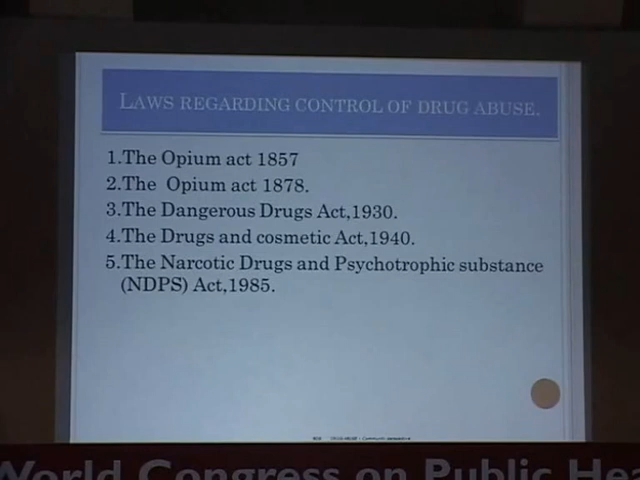 LAWS REGARDING CONTROL OF DRUG ABUSE.
1.The Opium act 1857
2.The Opium act 1878.
3.The Dangerous Drugs Act,1930.
4.The Drugs and cosmetic Act,1940.
5.The Narcotic Drugs and Psychotrophic substance
(NDPS) Act,1985.
World Congress on Public Hea